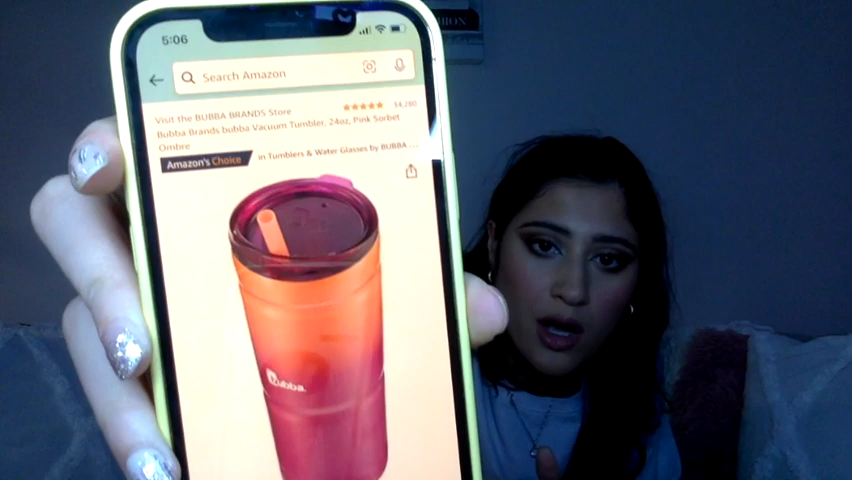 HION
5:06
Search Amazon
Visit the BUBBA BRANDS Store 34,280
Bubba Brands bubba Vacuum Tumbler, 24oz, Pink Sorbet
Ombre
Amazon's Choice in Tumblers & Water Glasses by BUBBA ...
bubba.